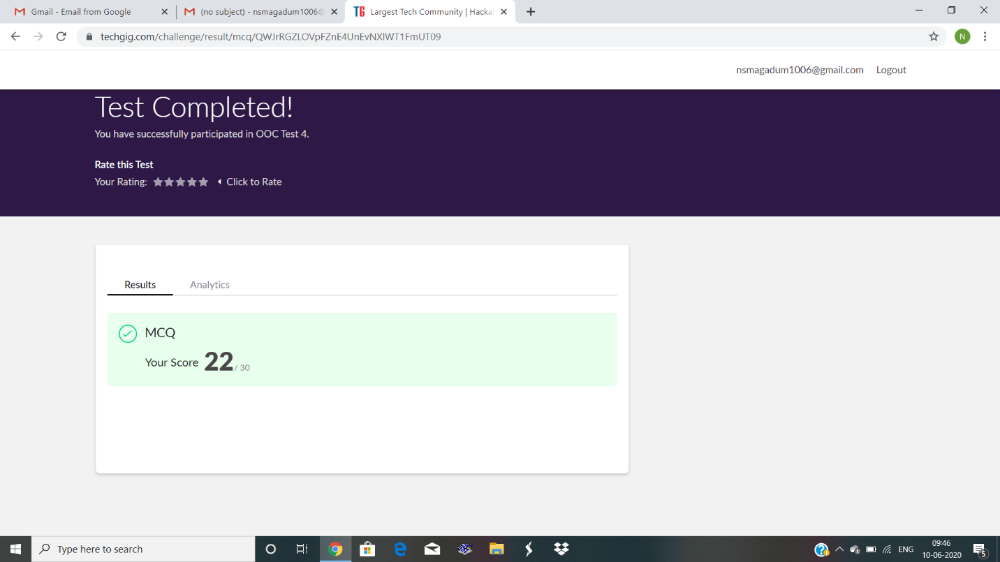 Gmail - Email from Google
(no subject) - nsmagadum1006@
TG Largest Tech Community | Hacka
techgig.com/challenge/result/mcq/QWJrRGZLOVpFZnE4UnEvNXlWT1FmUT09
N
nsmagadum1006@gmail.com Logout
Test Completed!
You have successfully participated in OOC Test 4.
Rate this Test
Your Rating: Click to Rate
Results Analytics
MCQ
Your Score 22 / 30
Type here to search
ENG
09:46
10-06-2020
5